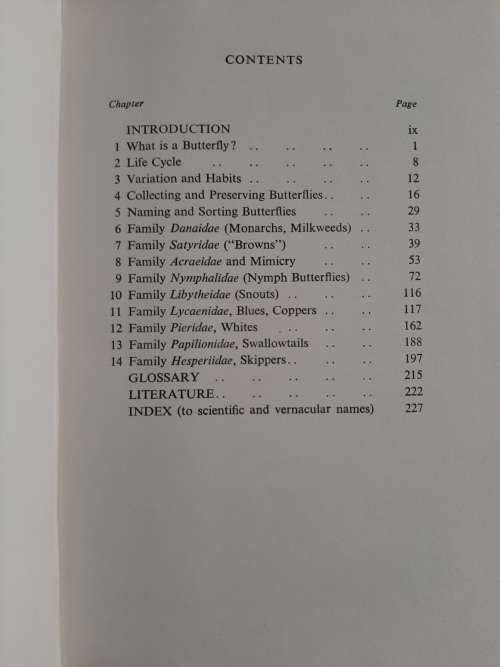 CONTENTS
Chapter Page
INTRODUCTION ix
1 What is a Butterfly? .. .. .. .. 1
2 Life Cycle .. .. .. .. .. 8
3 Variation and Habits .. .. .. .. 12
4 Collecting and Preserving Butterflies.. .. 16
5 Naming and Sorting Butterflies .. .. 29
6 Family Danaidae (Monarchs, Milkweeds) .. 33
7 Family Satyridae ("Browns") .. .. 39
8 Family Acraeidae and Mimicry .. .. 53
9 Family Nymphalidae (Nymph Butterflies) .. 72
10 Family Libytheidae (Snouts) .. .. .. 116
11 Family Lycaenidae, Blues, Coppers .. .. 117
12 Family Pieridae, Whites .. .. .. 162
13 Family Papilionidae, Swallowtails .. .. 188
14 Family Hesperiidae, Skippers.. .. .. 197
GLOSSARY .. .. .. .. .. 215
LITERATURE.. .. .. .. .. 222
INDEX (to scientific and vernacular names) 227